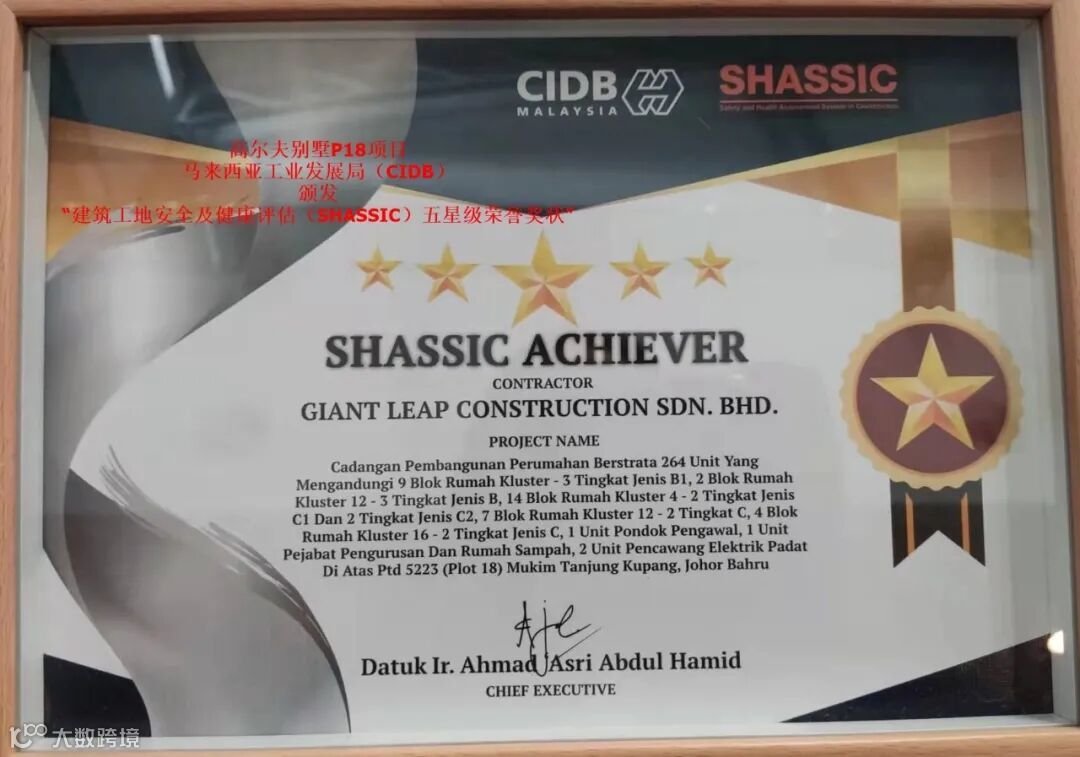 CIDB
MALAYSIA
SHASSIC
Safety and Health Assessment System in Construction
高尔夫别墅P18项目
马来西亚工业发展局（CIDB）
颁发
“建筑工地安全及健康评估（SHASSIC）五星级荣誉奖状”
SHASSIC ACHIEVER
CONTRACTOR
GIANT LEAP CONSTRUCTION SDN. BHD.
PROJECT NAME
Cadangan Pembangunan Perumahan Berstrata 264 Unit Yang
Mengandungi 9 Blok Rumah Kluster - 3 Tingkat Jenis B1, 2 Blok Rumah
Kluster 12 - 3 Tingkat Jenis B, 14 Blok Rumah Kluster 4 - 2 Tingkat Jenis
C1 Dan 2 Tingkat Jenis C2, 7 Blok Rumah Kluster 12 - 2 Tingkat C, 4 Blok
Rumah Kluster 16 - 2 Tingkat Jenis C, 1 Unit Pondok Pengawal, 1 Unit
Pejabat Pengurusan Dan Rumah Sampah, 2 Unit Pencawang Elektrik Padat
Di Atas Ptd 5223 (Plot 18) Mukim Tanjung Kupang, Johor Bahru
Datuk Ir. Ahmad Asri Abdul Hamid
CHIEF EXECUTIVE
大数跨境